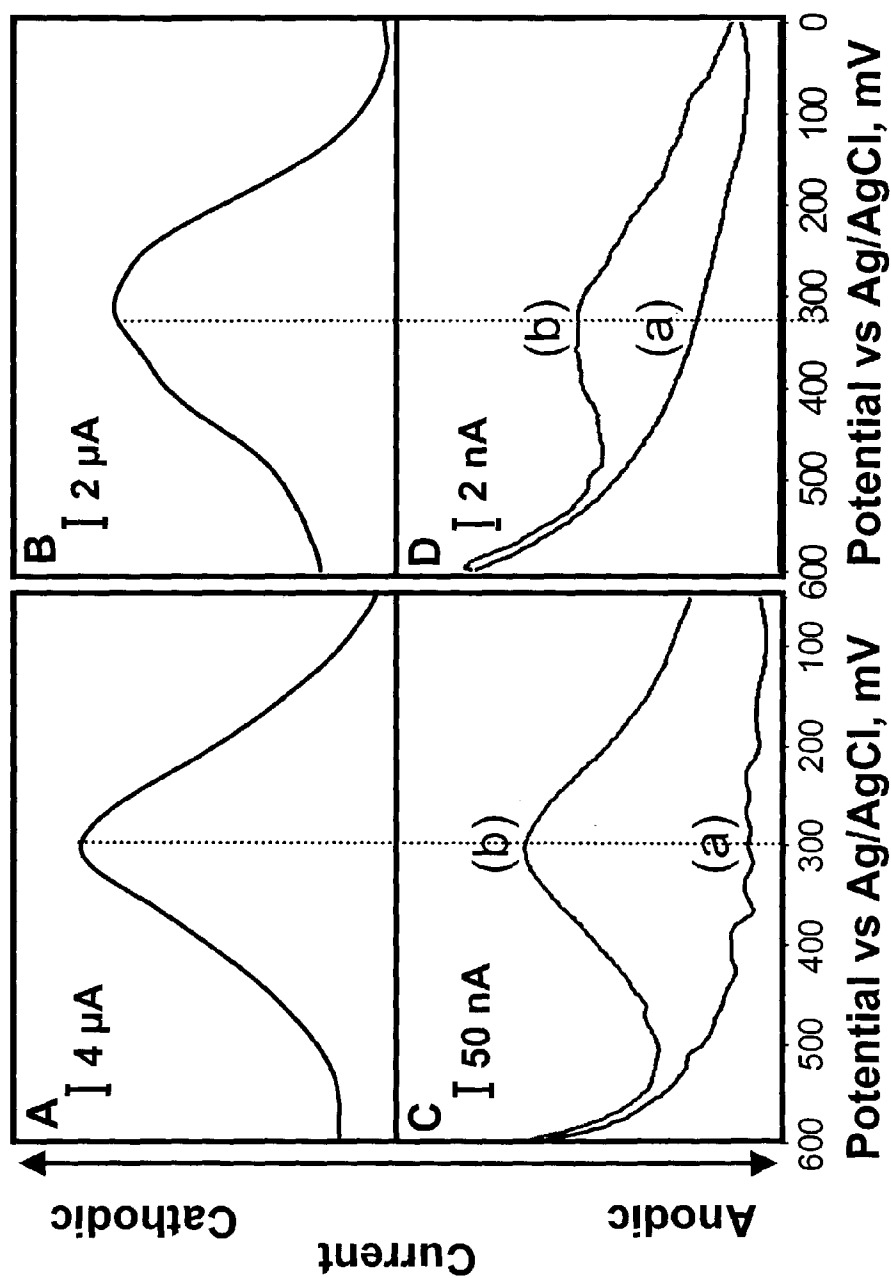 A
4 µA
B
2 µA
C
50 nA
(b)
(a)
D
2 nA
(b)
(a)
Cathodic
Current
Anodic
600 500 400 300 200 100
600 500 400 300 200 100 0
Potential vs Ag/AgCl, mV
Potential vs Ag/AgCl, mV